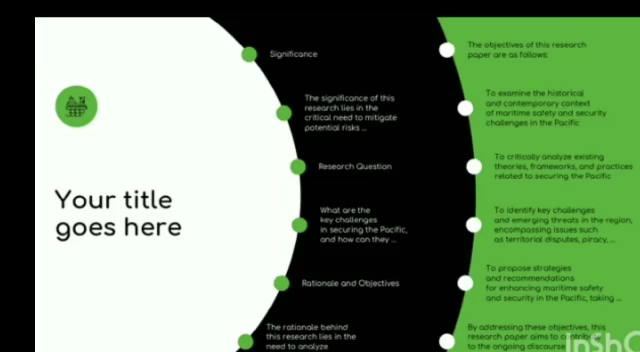 Your title
goes here
Significance
The significance of this
research lies in the
critical need to mitigate
potential risks ...
Research Question
What are the
key challenges
in securing the Pacific,
and how can they ...
Rationale and Objectives
The rationale behind
this research lies in the
need to analyze
The objectives of this research
paper are as follows:
To examine the historical
and contemporary context
of maritime safety and security
challenges in the Pacific
To critically analyze existing
theories, frameworks, and practices
related to securing the Pacific
To identify key challenges
and emerging threats in the region,
encompassing issues such
as territorial disputes, piracy, ...
To propose strategies
and recommendations
for enhancing maritime safety
and security in the Pacific, taking ...
By addressing these objectives, this
research paper aims to contribute
to the ongoing discourse